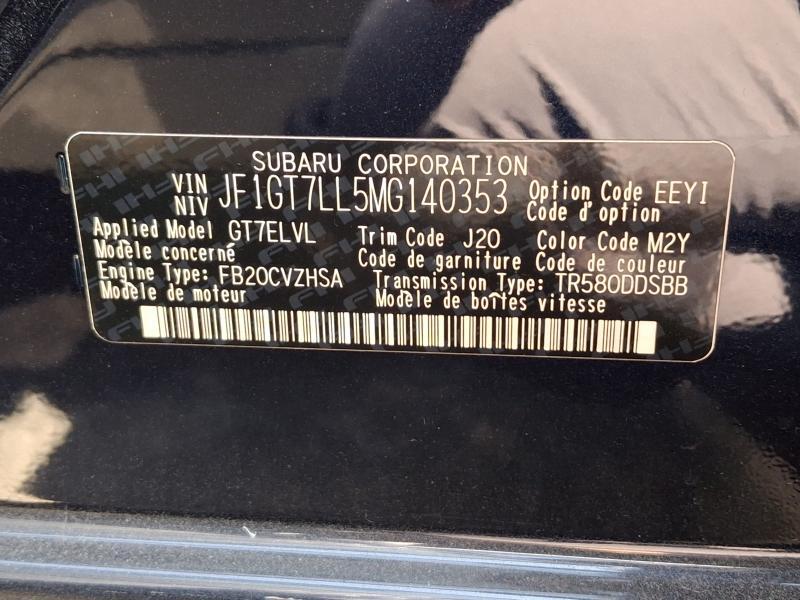 SUBARU CORPORATION
VIN NIV JF1GT7LL5MG140353 Option Code EEYI
Code d'option
Applied Model GT7ELVL Trim Code J20 Color Code M2Y
Modèle concerné Code de garniture Code de couleur
Engine Type: FB20CVZHSA Transmission Type: TR580DDSBB
Modèle de moteur Modèle de boîtes vitesse